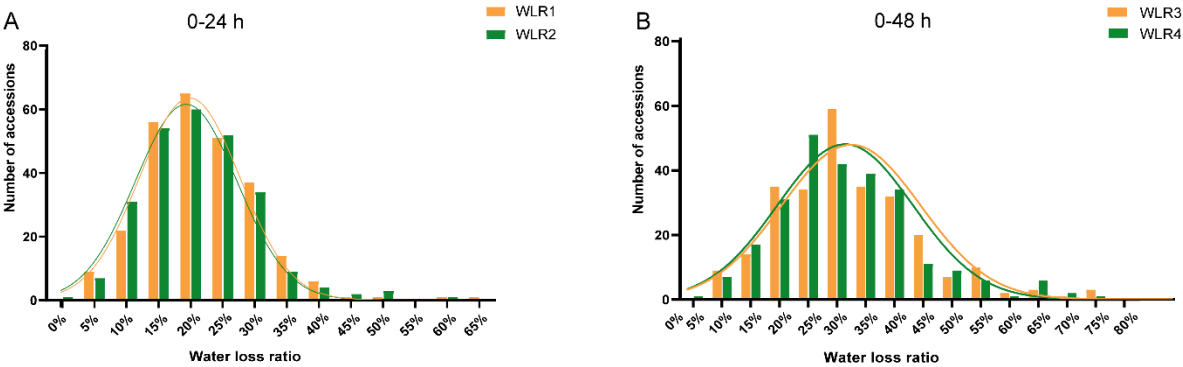 A
0-24 h
WLR1
WLR2
Number of accessions
80
60
40
20
0
0% 5% 10% 15% 20% 25% 30% 35% 40% 45% 50% 55% 60% 65%
Water loss ratio
B
0-48 h
WLR3
WLR4
Number of accessions
80
60
40
20
0
0% 5% 10% 15% 20% 25% 30% 35% 40% 45% 50% 55% 60% 65% 70% 75% 80%
Water loss ratio